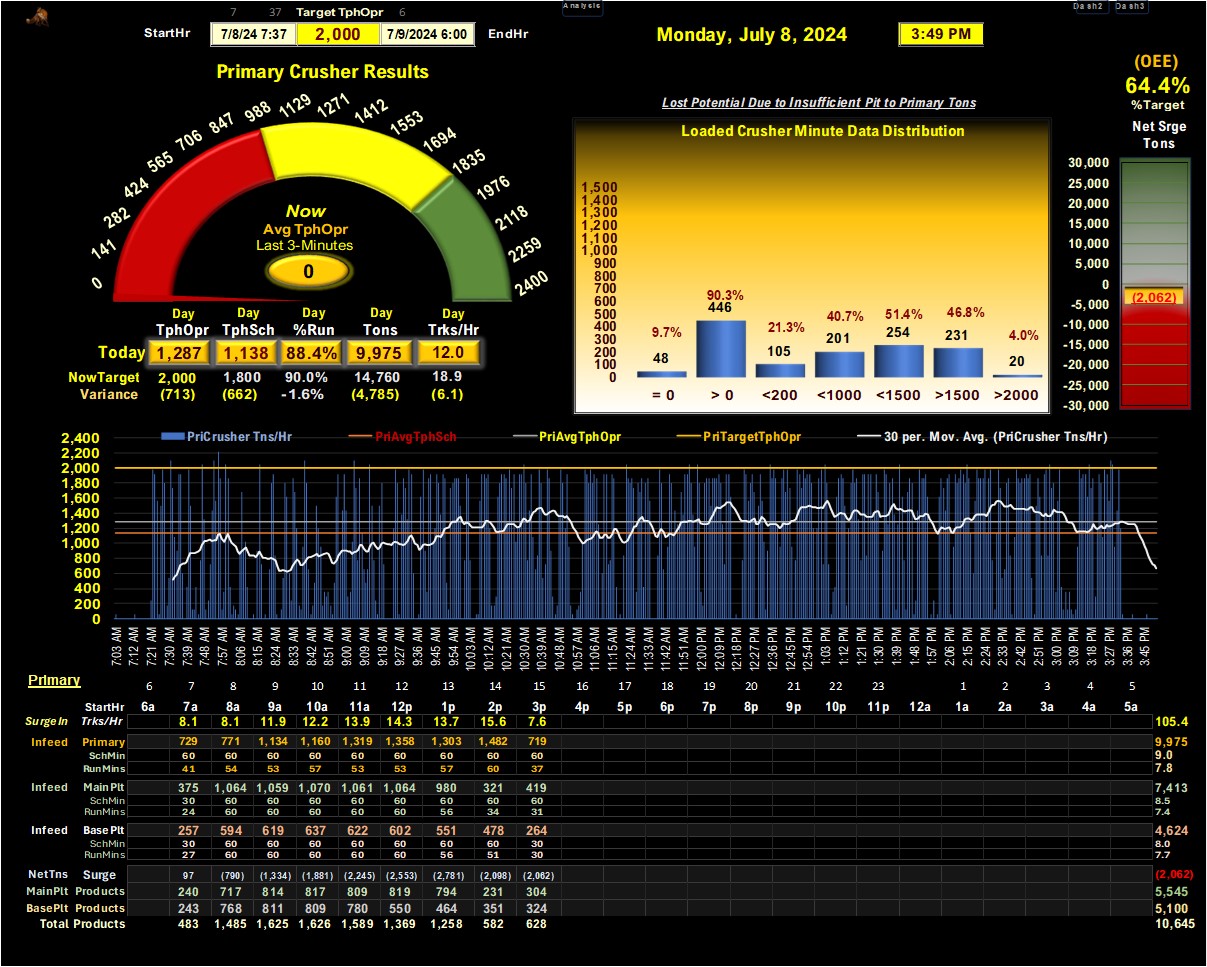 Analysis
Dash2 Dash3
7 37 Target TphOpr 6
StartHr 7/8/24 7:37 2,000 7/9/2024 6:00 EndHr
Monday, July 8, 2024
3:49 PM
(OEE)
64.4%
%Target
Net Srge
Tons
30,000
25,000
20,000
15,000
10,000
5,000
0
(2,062)
-5,000
-10,000
-15,000
-20,000
-25,000
-30,000
Primary Crusher Results
0 141 282 424 565 706 847 988 1129 1271 1412 1553 1694 1835 1976 2118 2259 2400
Now
Avg TphOpr
Last 3-Minutes
0
Day Day Day Day Day
TphOpr TphSch %Run Tons Trks/Hr
Today 1,287 1,138 88.4% 9,975 12.0
NowTarget 2,000 1,800 90.0% 14,760 18.9
Variance (713) (662) -1.6% (4,785) (6.1)
Lost Potential Due to Insufficient Pit to Primary Tons
Loaded Crusher Minute Data Distribution
1,500
1,400
1,300
1,200
1,100
1,000
900
800
700
600
500
400
300
200
100
0
9.7% 90.3% 21.3% 40.7% 51.4% 46.8% 4.0%
48 446 105 201 254 231 20
= 0 > 0 <200 <1000 <1500 >1500 >2000
PriCrusher Tns/Hr PriAvgTphSch PriAvgTphOpr PriTargetTphOpr 30 per. Mov. Avg. (PriCrusher Tns/Hr)
2,400
2,200
2,000
1,800
1,600
1,400
1,200
1,000
800
600
400
200
0
7:03 AM 7:12 AM 7:21 AM 7:30 AM 7:39 AM 7:48 AM 7:57 AM 8:06 AM 8:15 AM 8:24 AM 8:33 AM 8:42 AM 8:51 AM 9:00 AM 9:09 AM 9:18 AM 9:27 AM 9:36 AM 9:45 AM 9:54 AM 10:03 AM 10:12 AM 10:21 AM 10:30 AM 10:39 AM 10:48 AM 10:57 AM 11:06 AM 11:15 AM 11:24 AM 11:33 AM 11:42 AM 11:51 AM 12:00 PM 12:09 PM 12:18 PM 12:27 PM 12:36 PM 12:45 PM 12:54 PM 1:03 PM 1:12 PM 1:21 PM 1:30 PM 1:39 PM 1:48 PM 1:57 PM 2:06 PM 2:15 PM 2:24 PM 2:33 PM 2:42 PM 2:51 PM 3:00 PM 3:09 PM 3:18 PM 3:27 PM 3:36 PM 3:45 PM
Primary
6 7 8 9 10 11 12 13 14 15 16 17 18 19 20 21 22 23 1 2 3 4 5
StartHr 6a 7a 8a 9a 10a 11a 12p 1p 2p 3p 4p 5p 6p 7p 8p 9p 10p 11p 12a 1a 2a 3a 4a 5a
Surge In Trks/Hr 8.1 8.1 11.9 12.2 13.9 14.3 13.7 15.6 7.6 105.4
Infeed Primary 729 771 1,134 1,160 1,319 1,358 1,303 1,482 719 9,975
SchMin 60 60 60 60 60 60 60 60 60 9.0
RunMins 41 54 53 57 53 53 57 60 37 7.8
Infeed Main Plt 375 1,064 1,059 1,070 1,061 1,064 980 321 419 7,413
SchMin 30 60 60 60 60 60 60 60 60 8.5
RunMins 24 60 60 60 60 60 56 34 31 7.4
Infeed Base Plt 257 594 619 637 622 602 551 478 264 4,624
SchMin 30 60 60 60 60 60 60 60 30 8.0
RunMins 27 60 60 60 60 60 56 51 30 7.7
NetTns Surge 97 (790) (1,334) (1,881) (2,245) (2,553) (2,781) (2,098) (2,062) (2,062)
MainPlt Products 240 717 814 817 809 819 794 231 304 5,545
BasePlt Products 243 768 811 809 780 550 464 351 324 5,100
Total Products 483 1,485 1,625 1,626 1,589 1,369 1,258 582 628 10,645